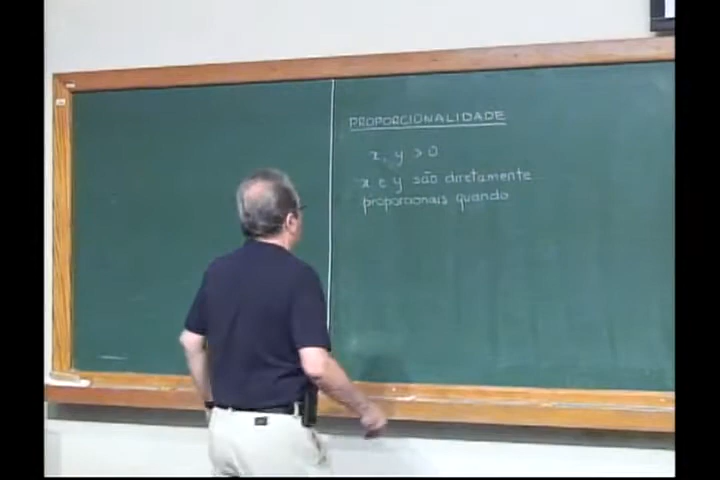 PROPORCIONALIDADE
x, y > 0
x e y são diretamente
proporcionais quando